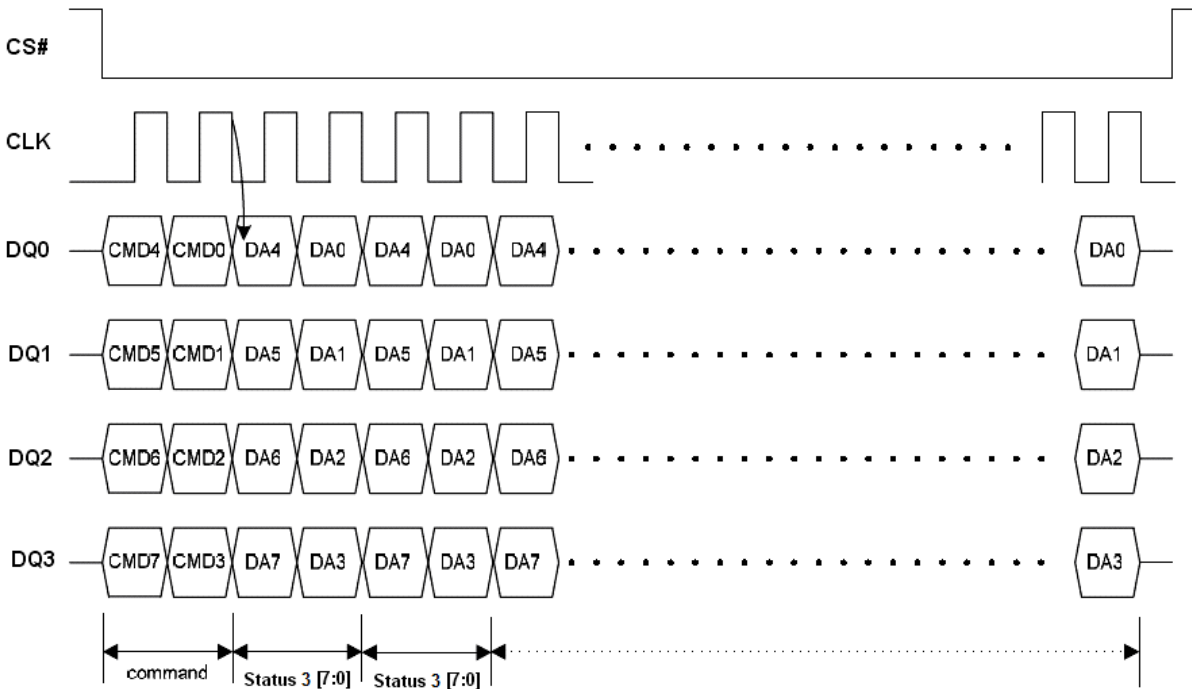 CS#
CLK
DQ0 CMD4 CMD0 DA4 DA0 DA4 DA0 DA4 DA0
DQ1 CMD5 CMD1 DA5 DA1 DA5 DA1 DA5 DA1
DQ2 CMD6 CMD2 DA6 DA2 DA6 DA2 DA6 DA2
DQ3 CMD7 CMD3 DA7 DA3 DA7 DA3 DA7 DA3
command Status 3 [7:0] Status 3 [7:0]